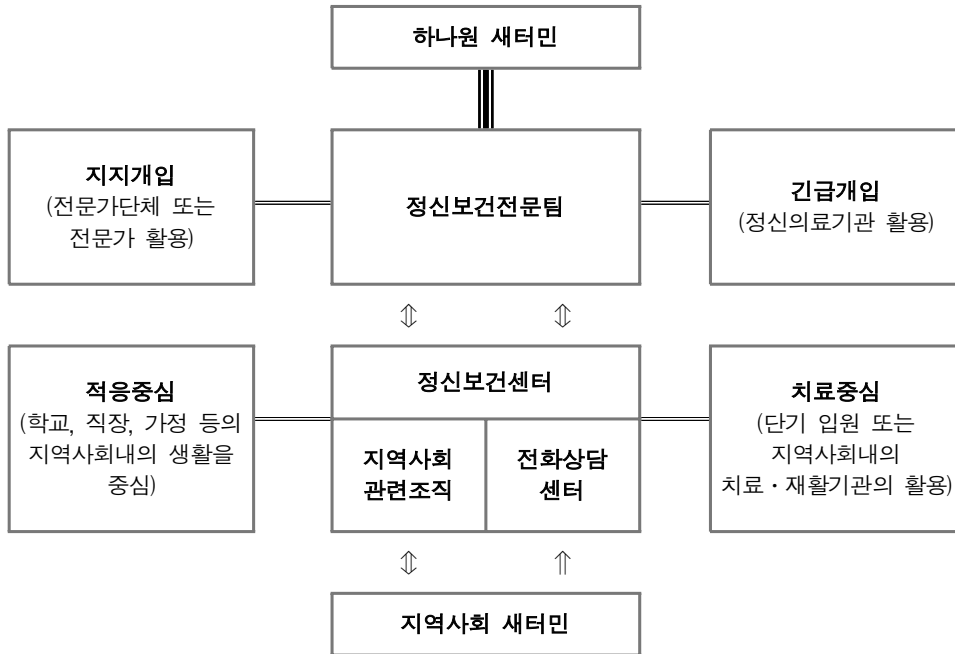 하나원 새터민
지지개입
(전문가단체 또는
전문가 활용)
정신보건전문팀
긴급개입
(정신의료기관 활용)
⇕ ⇕
적응중심
(학교, 직장, 가정 등의
지역사회내의 생활을
중심)
정신보건센터
지역사회
관련조직
전화상담
센터
치료중심
(단기 입원 또는
지역사회내의
치료・재활기관의 활용)
⇕ ⇑
지역사회 새터민